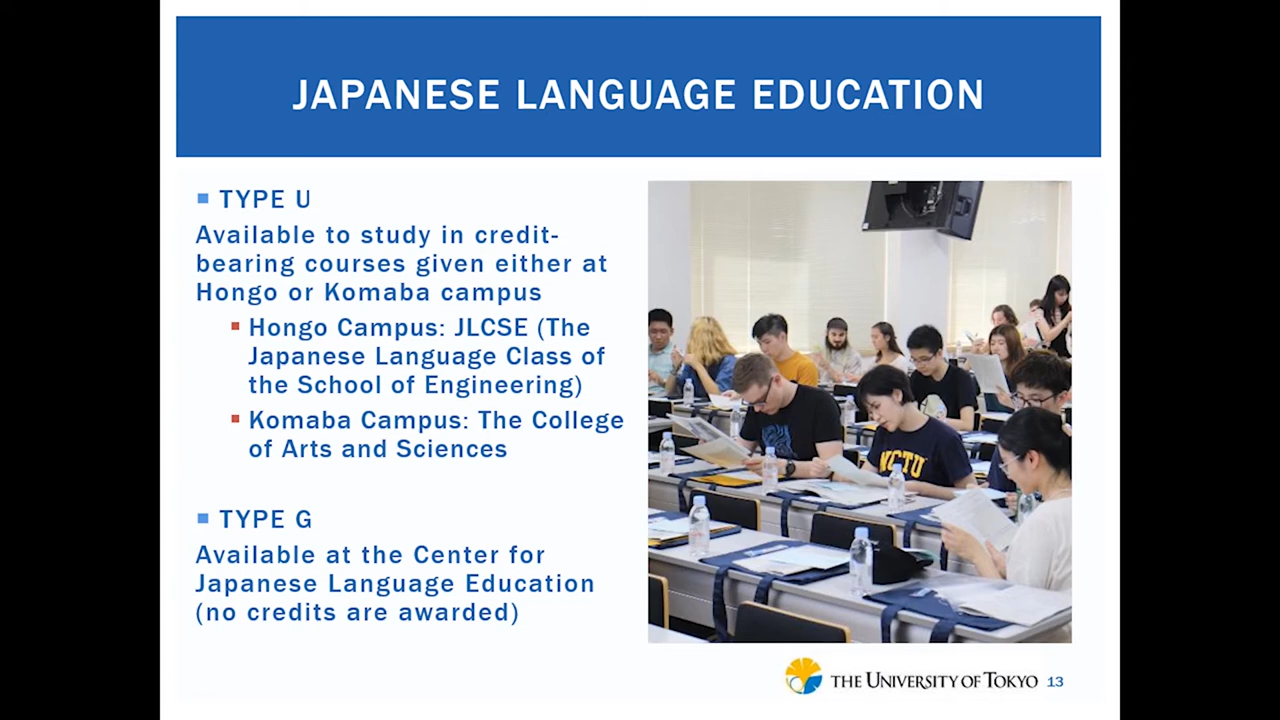 JAPANESE LANGUAGE EDUCATION
TYPE U
Available to study in credit-
bearing courses given either at
Hongo or Komaba campus
Hongo Campus: JLCSE (The
Japanese Language Class of
the School of Engineering)
Komaba Campus: The College
of Arts and Sciences
TYPE G
Available at the Center for
Japanese Language Education
(no credits are awarded)
NCTU
THE UNIVERSITY OF TOKYO 13